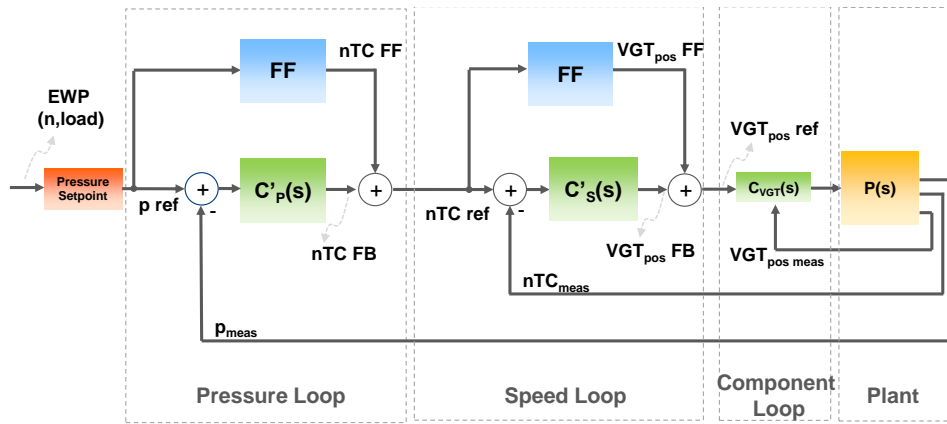 EWP
(n,load)
Pressure
Setpoint
p ref
+
-
FF
nTC FF
C'P(s)
nTC FB
+
p meas
Pressure Loop
nTC ref
+
-
FF
VGTpos FF
C'S(s)
VGTpos FB
+
nTCmeas
Speed Loop
VGTpos ref
CVGT(s)
VGTpos meas
Component
Loop
P(s)
Plant